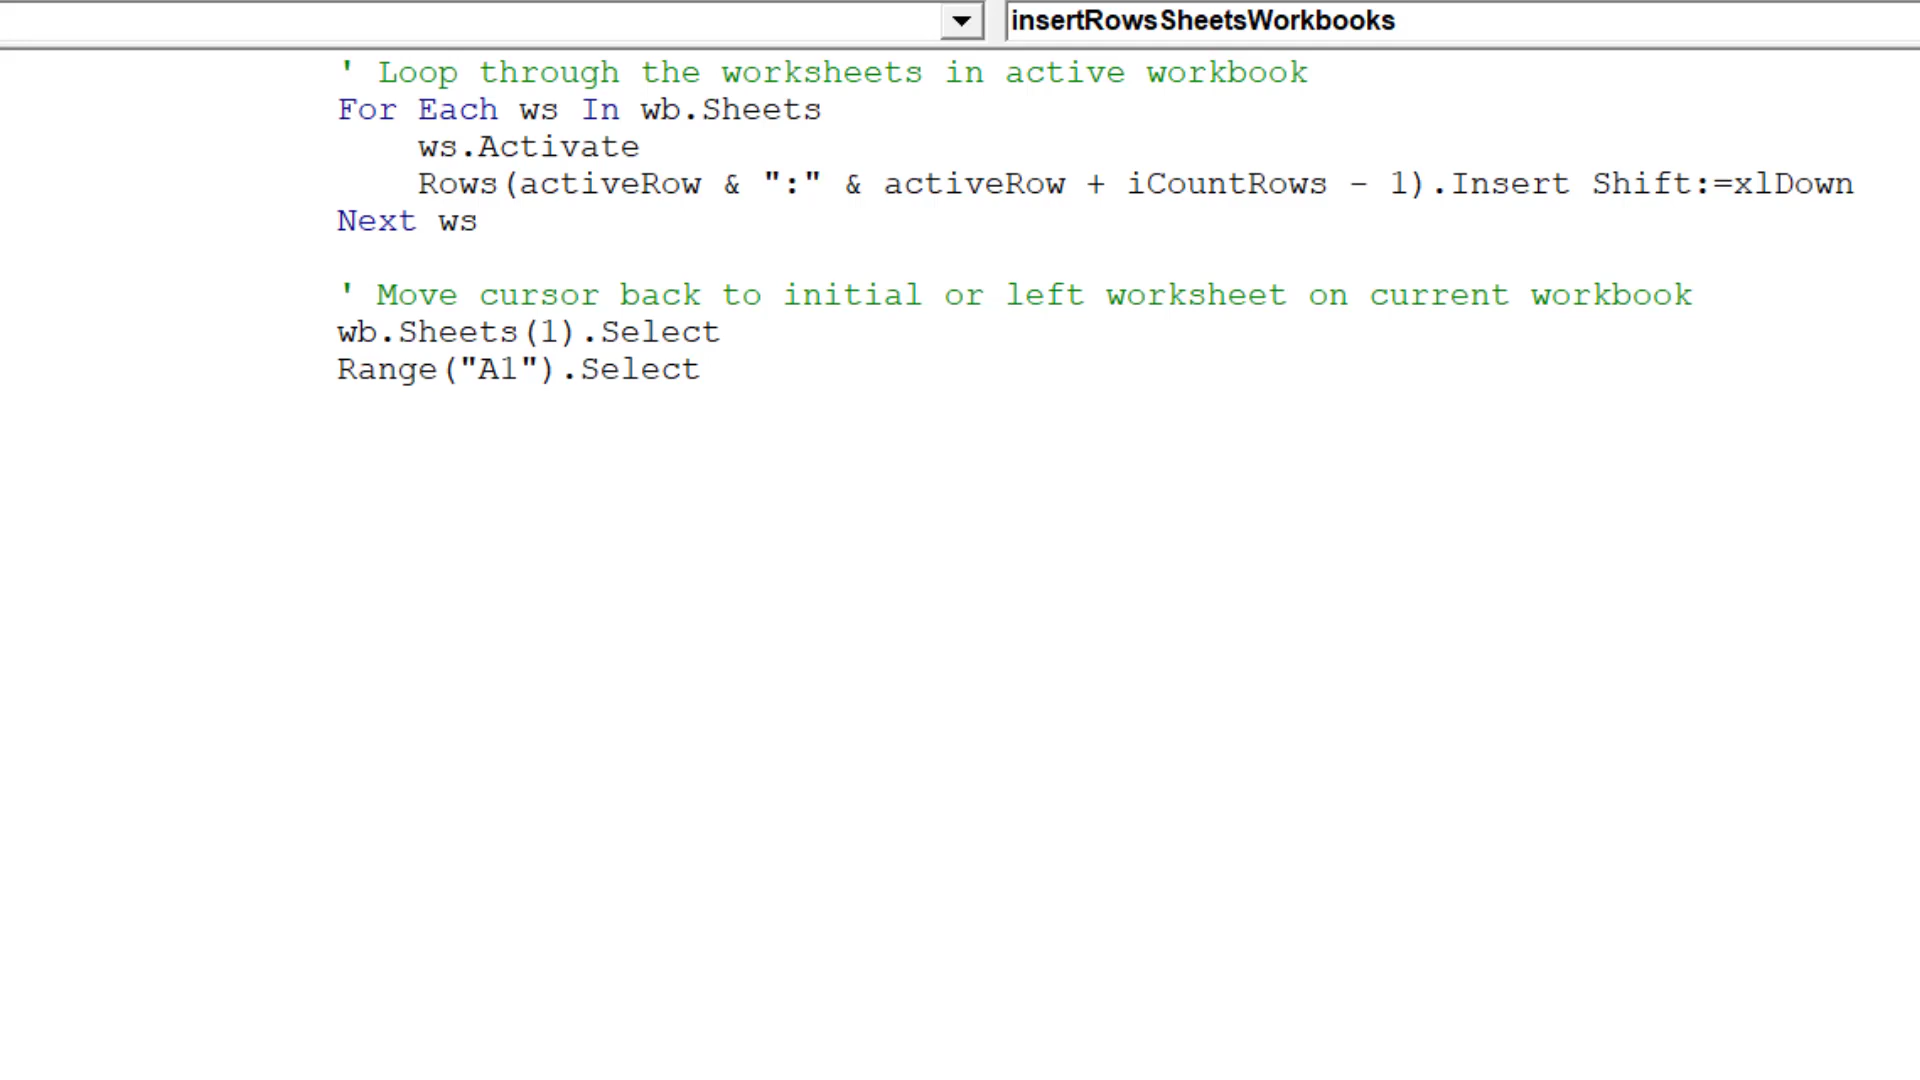 insertRowsSheetsWorkbooks
' Loop through the worksheets in active workbook
For Each ws In wb.Sheets
ws.Activate
Rows(activeRow & ":" & activeRow + iCountRows - 1).Insert Shift:=xlDown
Next ws
' Move cursor back to initial or left worksheet on current workbook
wb.Sheets(1).Select
Range("A1").Select